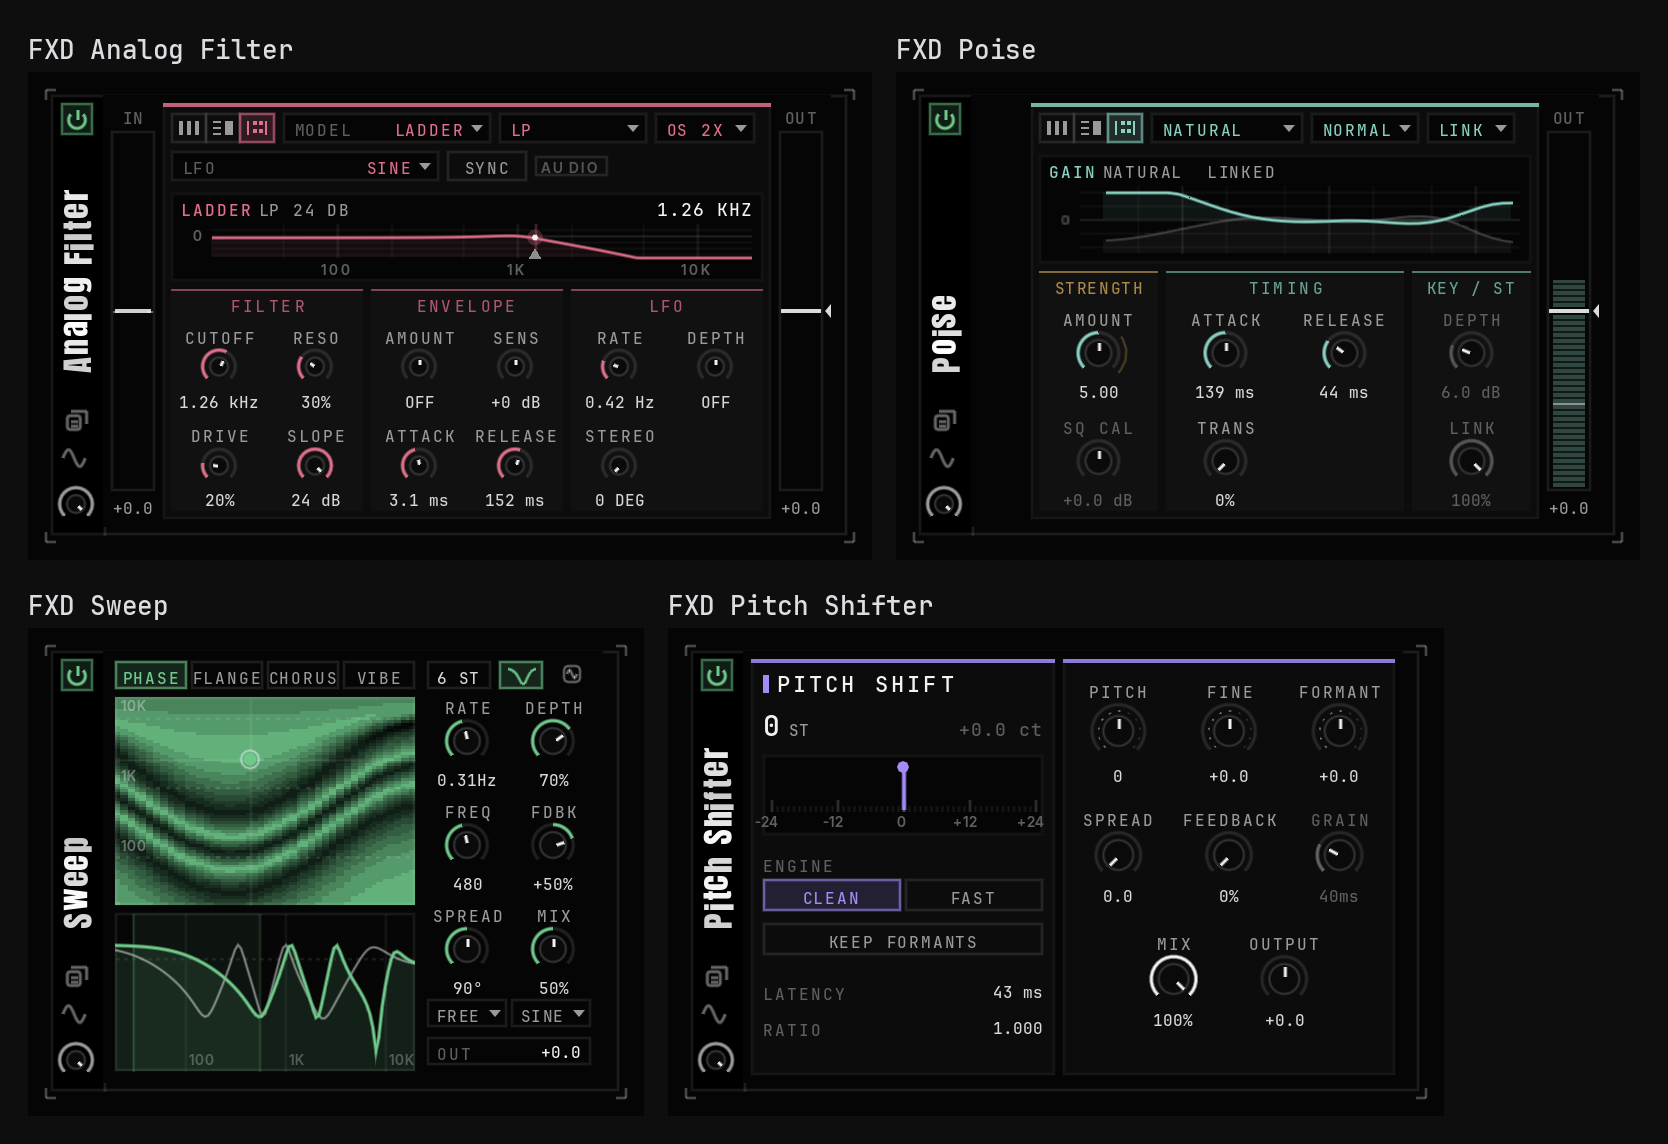 FXD Analog Filter
IN
MODEL LADDER
LP
OS 2X
OUT
LFO SINE
SYNC
AUDIO
LADDER LP 24 DB
1.26 KHZ
0
100
1K
10K
FILTER
ENVELOPE
LFO
CUTOFF
RESO
AMOUNT
SENS
RATE
DEPTH
1.26 kHz
30%
OFF
+0 dB
0.42 Hz
OFF
DRIVE
SLOPE
ATTACK
RELEASE
STEREO
20%
24 dB
3.1 ms
152 ms
0 DEG
+0.0
+0.0
Analog Filter
FXD Poise
NATURAL
NORMAL
LINK
OUT
GAIN NATURAL LINKED
0
STRENGTH
TIMING
KEY / ST
AMOUNT
ATTACK
RELEASE
DEPTH
5.00
139 ms
44 ms
6.0 dB
SQ CAL
TRANS
LINK
+0.0 dB
0%
100%
+0.0
Poise
FXD Sweep
PHASE
FLANGE
CHORUS
VIBE
6 ST
10K
1K
100
RATE
DEPTH
0.31Hz
70%
FREQ
FDBK
480
+50%
SPREAD
MIX
90°
50%
FREE
SINE
OUT +0.0
100
1K
10K
Sweep
FXD Pitch Shifter
PITCH SHIFT
0 ST
+0.0 ct
-24
-12
0
+12
+24
ENGINE
CLEAN
FAST
KEEP FORMANTS
LATENCY 43 ms
RATIO 1.000
PITCH
FINE
FORMANT
0
+0.0
+0.0
SPREAD
FEEDBACK
GRAIN
0.0
0%
40ms
MIX
OUTPUT
100%
+0.0
Pitch Shifter